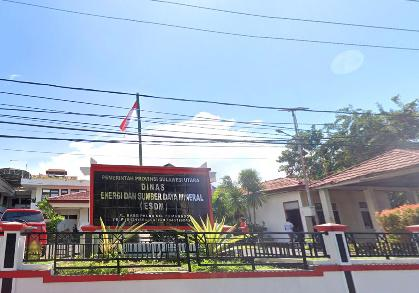 PEMERINTAH PROVINSI SULAWESI UTARA
DINAS
ENERGI DAN SUMBER DAYA MINERAL
( ESDM )